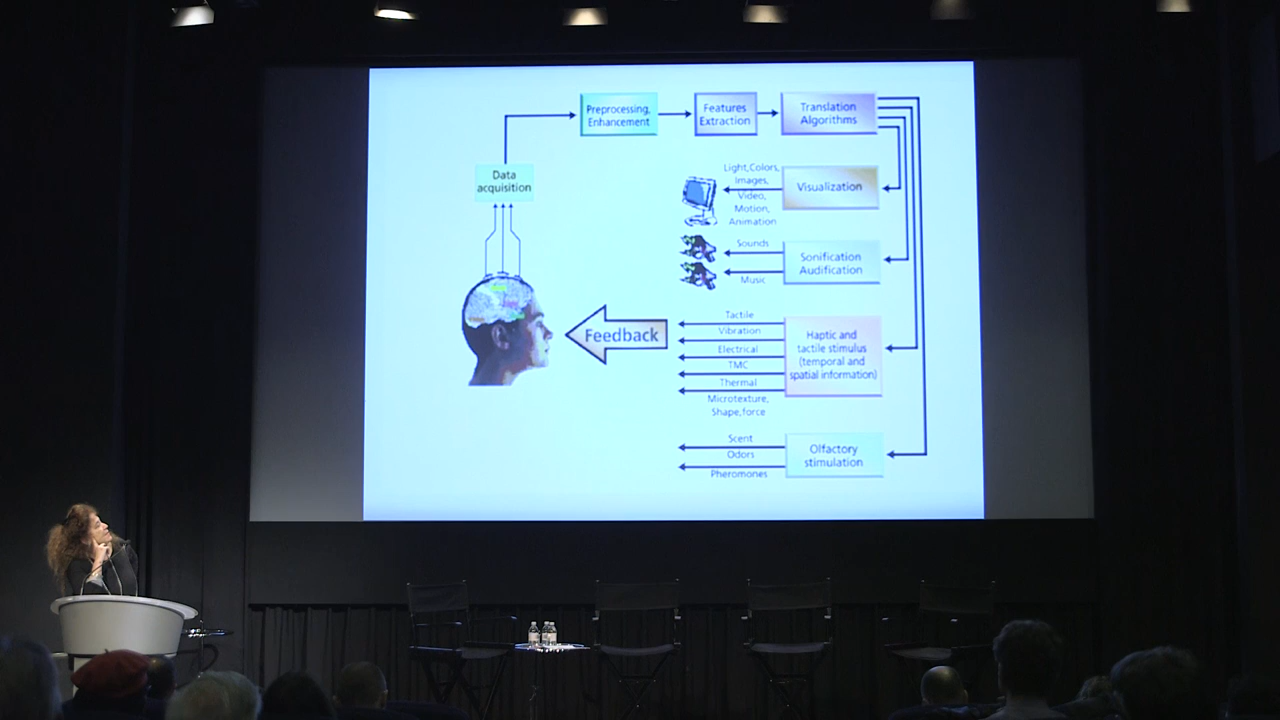 Preprocessing,
Enhancement
Features
Extraction
Translation
Algorithms
Data
acquisition
Light,Colors,
Images,
Video,
Motion,
Animation
Visualization
Sounds
Music
Sonification
Audification
Feedback
Tactile
Vibration
Electrical
TMC
Thermal
Microtexture,
Shape,force
Haptic and
tactile stimulus
(temporal and
spatial information)
Scent
Odors
Pheromones
Olfactory
stimulation